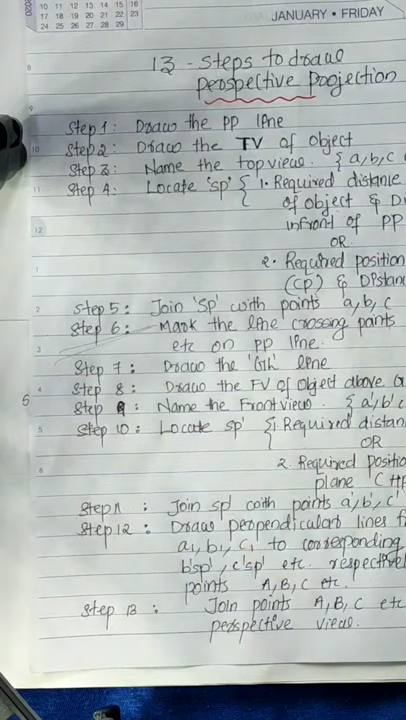 10 11 12 13 14 15 16
17 18 19 20 21 22 23
24 25 26 27 28 29
JANUARY • FRIDAY
13 - Steps to draw
perspective projection
Step 1: Draw the PP line
Step 2: Draw the TV of object
Step 3: Name the top view. { a, b, c
Step 4: Locate 'sp' { 1. Required distance
of object & Di
infront of PP
OR
2. Required position
(CP) & Distan
Step 5: Join 'sp' with points a, b, c
Step 6: Mark the line crossing points
etc on PP line.
Step 7: Draw the 'GL' line
Step 8: Draw the FV of object above G
Step 9: Name the Front view. { a', b' c
Step 10: Locate sp' { 1. Required distan
OR
2. Required positio
plane CHP
Step 11 : Join sp' with points a', b', c'
Step 12 : Draw perpendicular lines f
a₁, b₁, c₁ to corresponding
b'sp', c'sp' etc. respective
points A, B, C etc.
Step 13 : Join points A, B, C etc
perspective view.